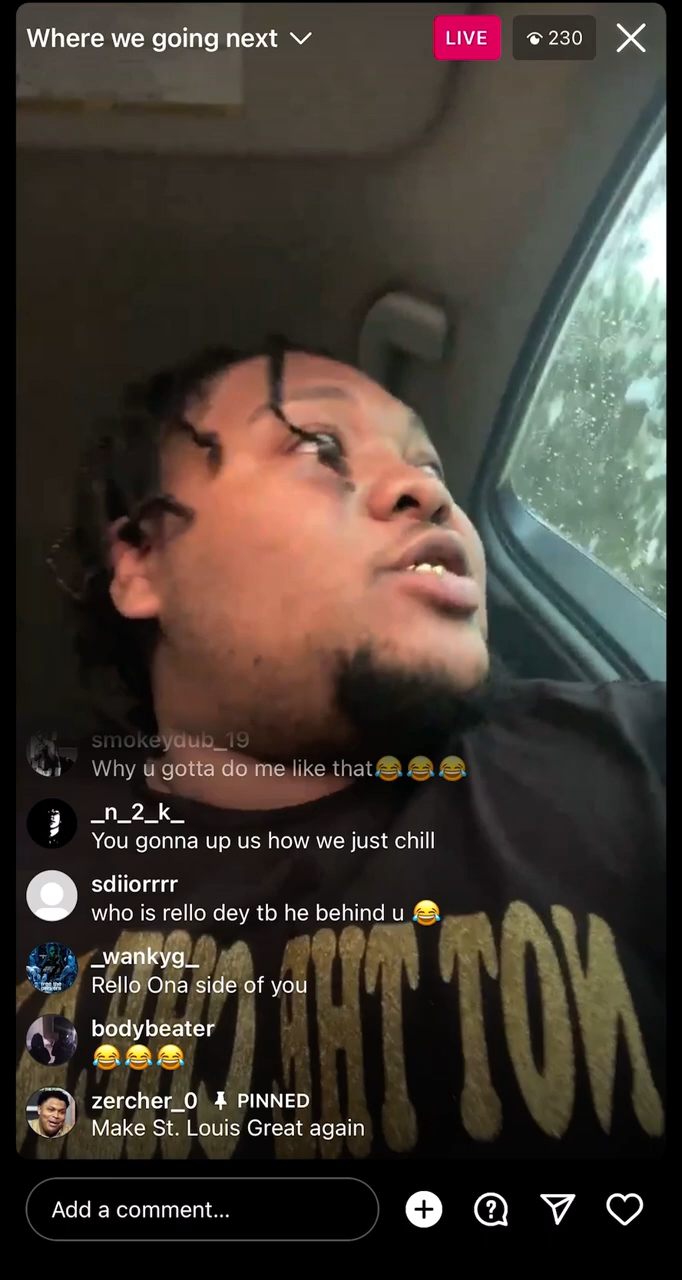 Where we going next
LIVE
230
smokeydub_19
Why u gotta do me like that😂😂😂
_n_2_k_
You gonna up us how we just chill
sdiiorrrr
who is rello dey tb he behind u 😂
_wankyg_
Rello Ona side of you
bodybeater
😂😂😂
zercher_0 PINNED
Make St. Louis Great again
NOT THA
Add a comment...